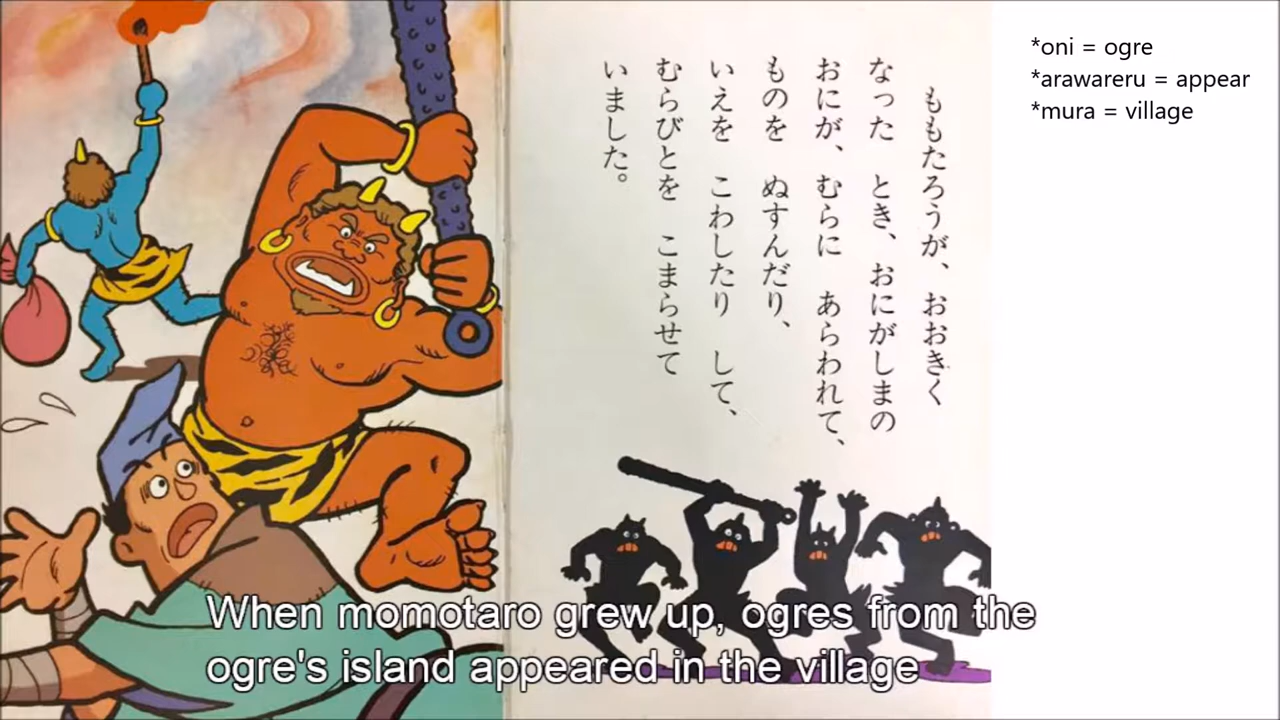 ももたろうが、 おおきく
なった とき、 おにがしまの
おにが、 むらに あらわれて、
ものを ぬすんだり、
いえを こわしたり して、
むらびとを こまらせて
いました。
*oni = ogre
*arawareru = appear
*mura = village
When momotaro grew up, ogres from the
ogre's island appeared in the village